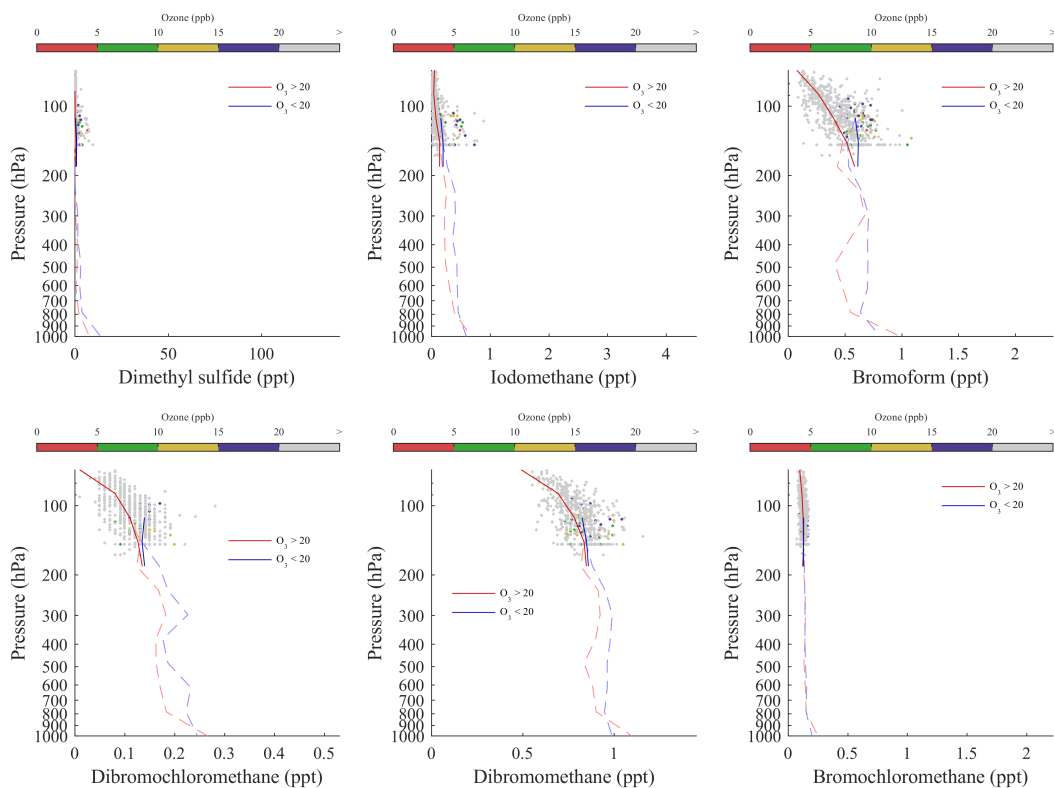 Ozone (ppb) Ozone (ppb) Ozone (ppb)
0 5 10 15 20 > 0 5 10 15 20 > 0 5 10 15 20 >
O3 > 20 O3 > 20 O3 > 20
O3 < 20 O3 < 20 O3 < 20
100 100 100
200 200 200
300 300 300
400 400 400
500 500 500
600 600 600
700 700 700
800 800 800
900 900 900
1000 1000 1000
Pressure (hPa) Pressure (hPa) Pressure (hPa)
0 50 100 0 1 2 3 4 0 0.5 1 1.5 2
Dimethyl sulfide (ppt) Iodomethane (ppt) Bromoform (ppt)
Ozone (ppb) Ozone (ppb) Ozone (ppb)
0 5 10 15 20 > 0 5 10 15 20 > 0 5 10 15 20 >
O3 > 20 O3 > 20 O3 > 20
O3 < 20 O3 < 20 O3 < 20
100 100 100
200 200 200
300 300 300
400 400 400
500 500 500
600 600 600
700 700 700
800 800 800
900 900 900
1000 1000 1000
Pressure (hPa) Pressure (hPa) Pressure (hPa)
0 0.1 0.2 0.3 0.4 0.5 0 0.5 1 0 0.5 1 1.5 2
Dibromochloromethane (ppt) Dibromomethane (ppt) Bromochloromethane (ppt)